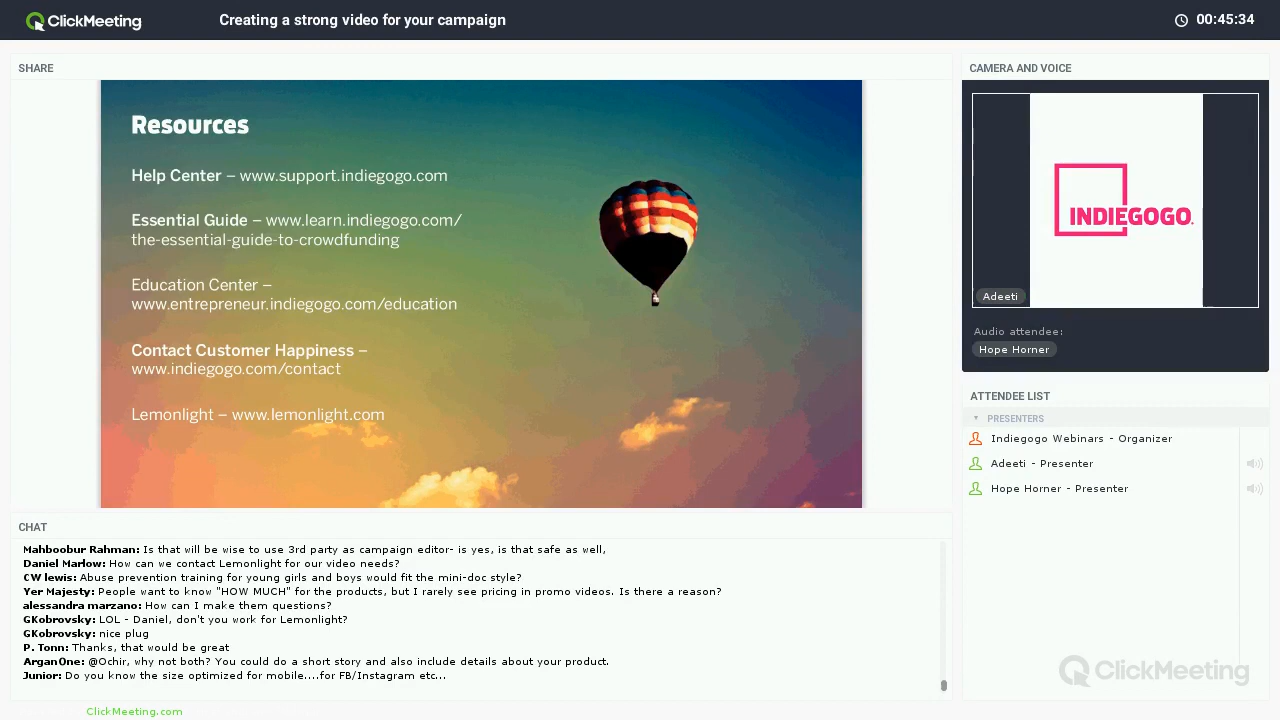 ClickMeeting
Creating a strong video for your campaign
00:45:34
SHARE
Resources
Help Center – www.support.indiegogo.com
Essential Guide – www.learn.indiegogo.com/
the-essential-guide-to-crowdfunding
Education Center –
www.entrepreneur.indiegogo.com/education
Contact Customer Happiness –
www.indiegogo.com/contact
Lemonlight – www.lemonlight.com
CAMERA AND VOICE
INDIEGOGO.
Adeeti
Audio attendee:
Hope Horner
ATTENDEE LIST
PRESENTERS
Indiegogo Webinars - Organizer
Adeeti - Presenter
Hope Horner - Presenter
CHAT
Mahboobur Rahman: Is that will be wise to use 3rd party as campaign editor- is yes, is that safe as well,
Daniel Marlow: How can we contact Lemonlight for our video needs?
CW lewis: Abuse prevention training for young girls and boys would fit the mini-doc style?
Yer Majesty: People want to know "HOW MUCH" for the products, but I rarely see pricing in promo videos. Is there a reason?
alessandra marzano: How can I make them questions?
GKobrovsky: LOL - Daniel, don't you work for Lemonlight?
GKobrovsky: nice plug
P. Tonn: Thanks, that would be great
ArganOne: @Ochir, why not both? You could do a short story and also include details about your product.
Junior: Do you know the size optimized for mobile....for FB/Instagram etc...
ClickMeeting
ClickMeeting.com